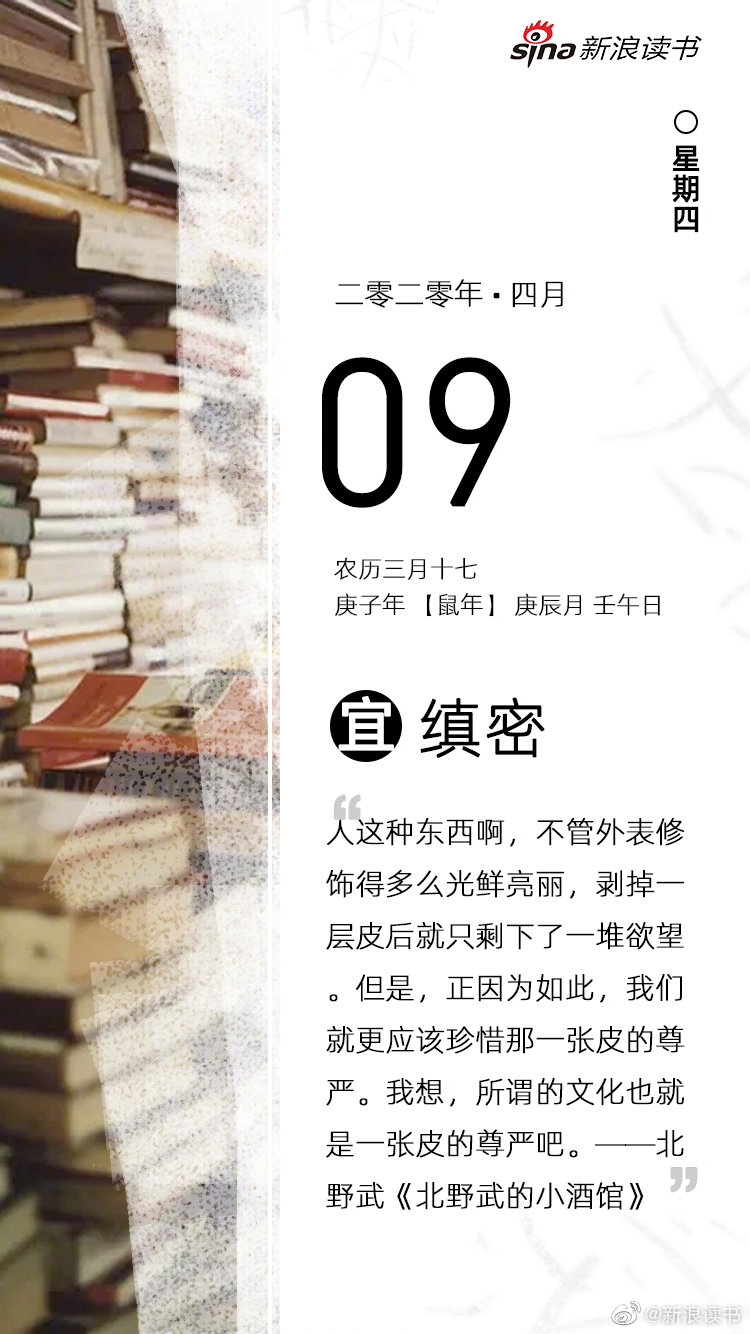 sina新浪读书
星期四
二零二零年·四月
09
农历三月十七
庚子年 【鼠年】 庚辰月 壬午日
宜 缜密
“
人这种东西啊，不管外表修
饰得多么光鲜亮丽，剥掉一
层皮后就只剩下了一堆欲望
。但是，正因为如此，我们
就更应该珍惜那一张皮的尊
严。我想，所谓的文化也就
是一张皮的尊严吧。——北
野武《北野武的小酒馆》
”
@新浪读书